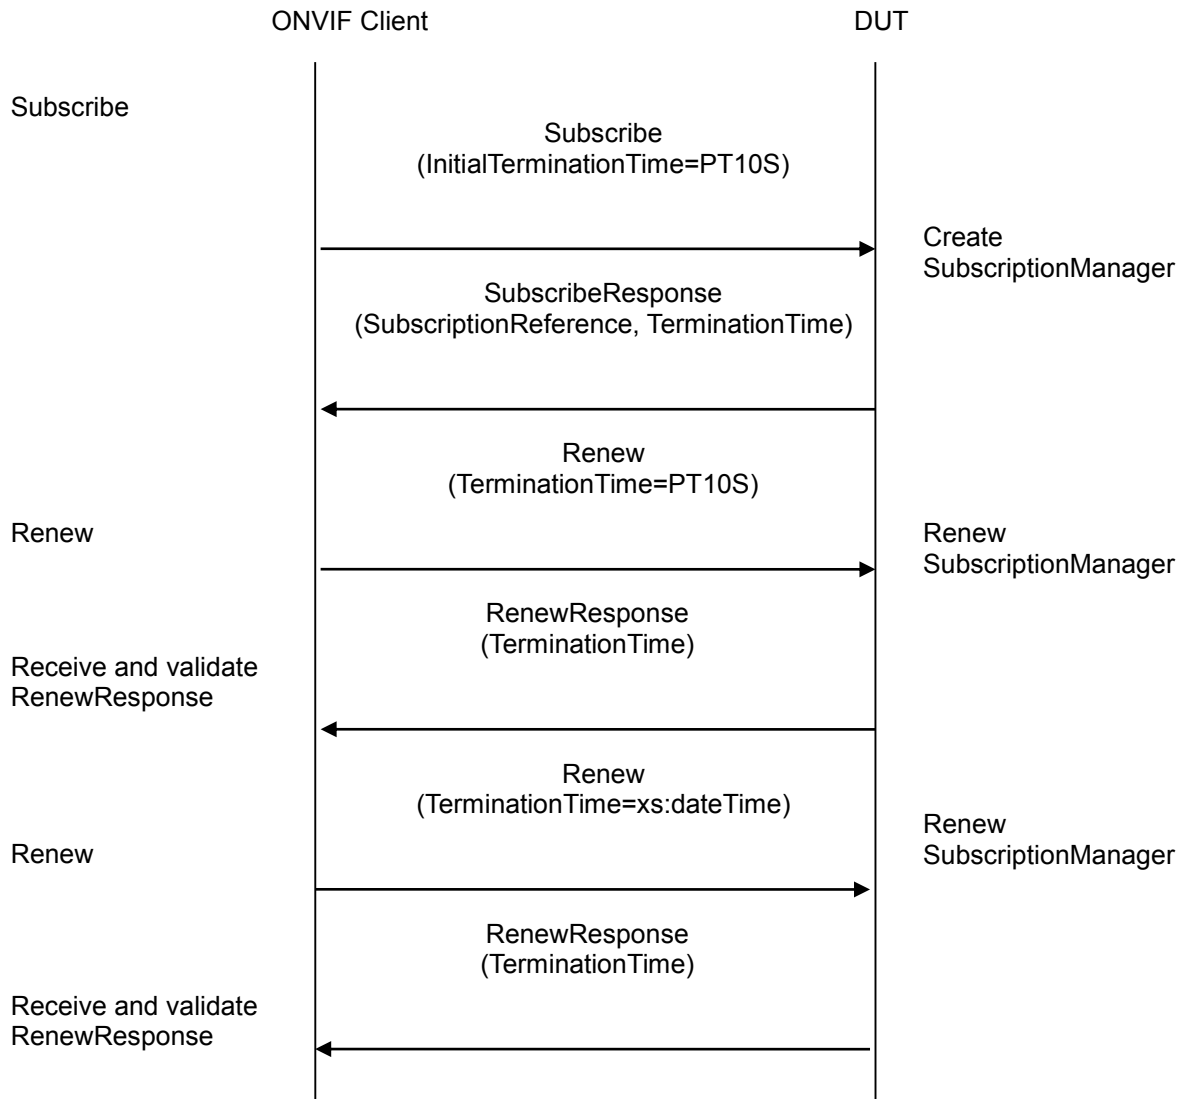 ONVIF Client
DUT
Subscribe
Subscribe
(InitialTerminationTime=PT10S)
Create
SubscriptionManager
SubscribeResponse
(SubscriptionReference, TerminationTime)
Renew
(TerminationTime=PT10S)
Renew
Renew
SubscriptionManager
RenewResponse
(TerminationTime)
Receive and validate
RenewResponse
Renew
(TerminationTime=xs:dateTime)
Renew
SubscriptionManager
Renew
RenewResponse
(TerminationTime)
Receive and validate
RenewResponse